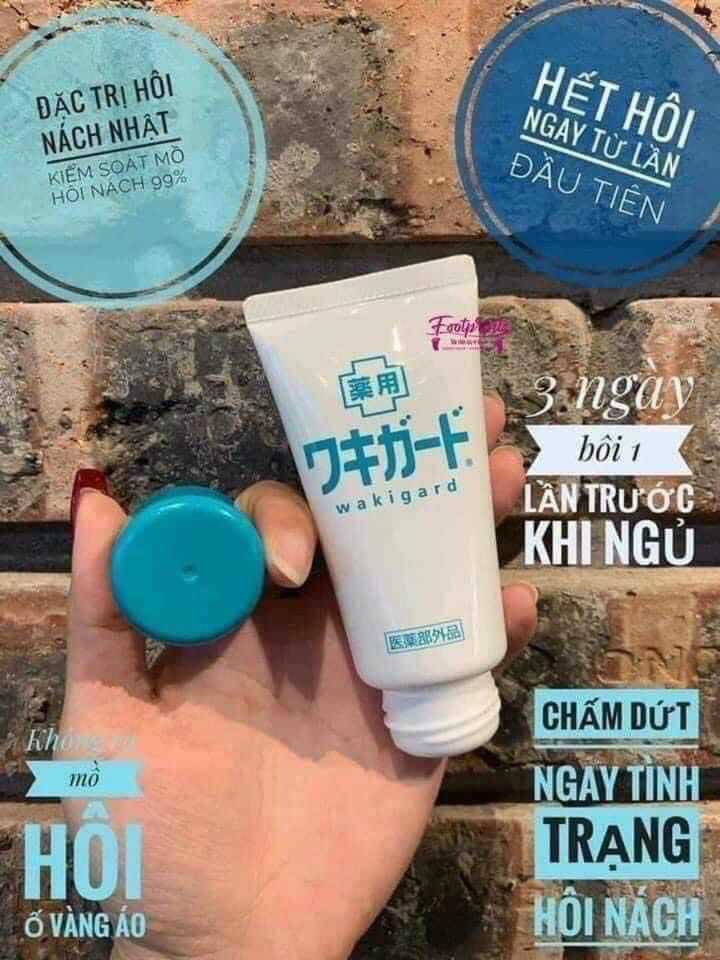 ĐẶC TRỊ HÔI
NÁCH NHẬT
KIỂM SOÁT MỒ
HÔI NÁCH 99%
HẾT HÔI
NGAY TỪ LẦN
ĐẦU TIÊN
Footprints
薬用
ワキガード®
wakigard
医薬部外品
3 ngày
bôi 1
LẦN TRƯỚC
KHI NGỦ
Không ra
mồ
HÔI
Ố VÀNG ÁO
CHẤM DỨT
NGAY TÌNH
TRẠNG
HÔI NÁCH